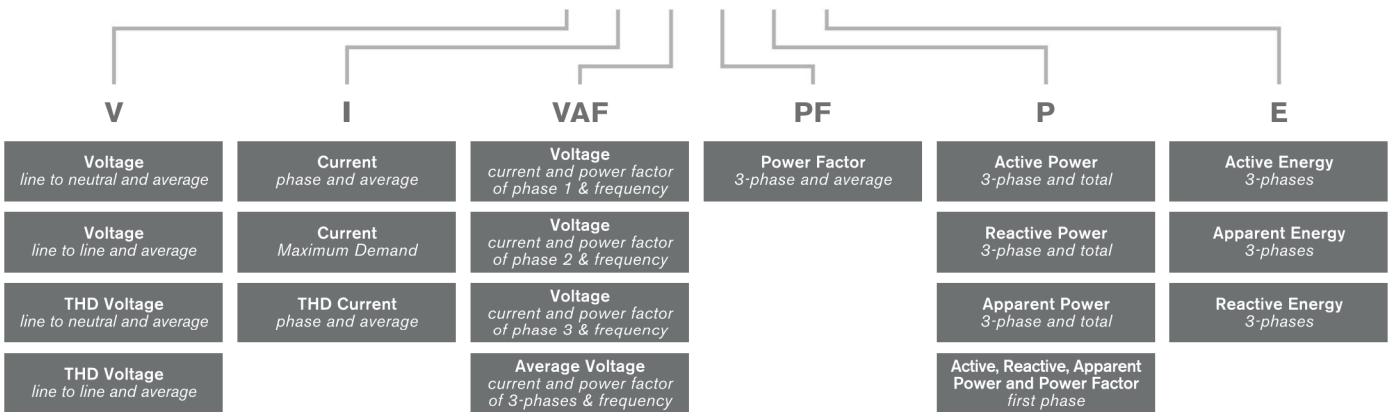 V
I
VAF
PF
P
E
Voltage
line to neutral and average
Voltage
line to line and average
THD Voltage
line to neutral and average
THD Voltage
line to line and average
Current
phase and average
Current
Maximum Demand
THD Current
phase and average
Voltage
current and power factor
of phase 1 & frequency
Voltage
current and power factor
of phase 2 & frequency
Voltage
current and power factor
of phase 3 & frequency
Average Voltage
current and power factor
of 3-phases & frequency
Power Factor
3-phase and average
Active Power
3-phase and total
Reactive Power
3-phase and total
Apparent Power
3-phase and total
Active, Reactive, Apparent
Power and Power Factor
first phase
Active Energy
3-phases
Apparent Energy
3-phases
Reactive Energy
3-phases